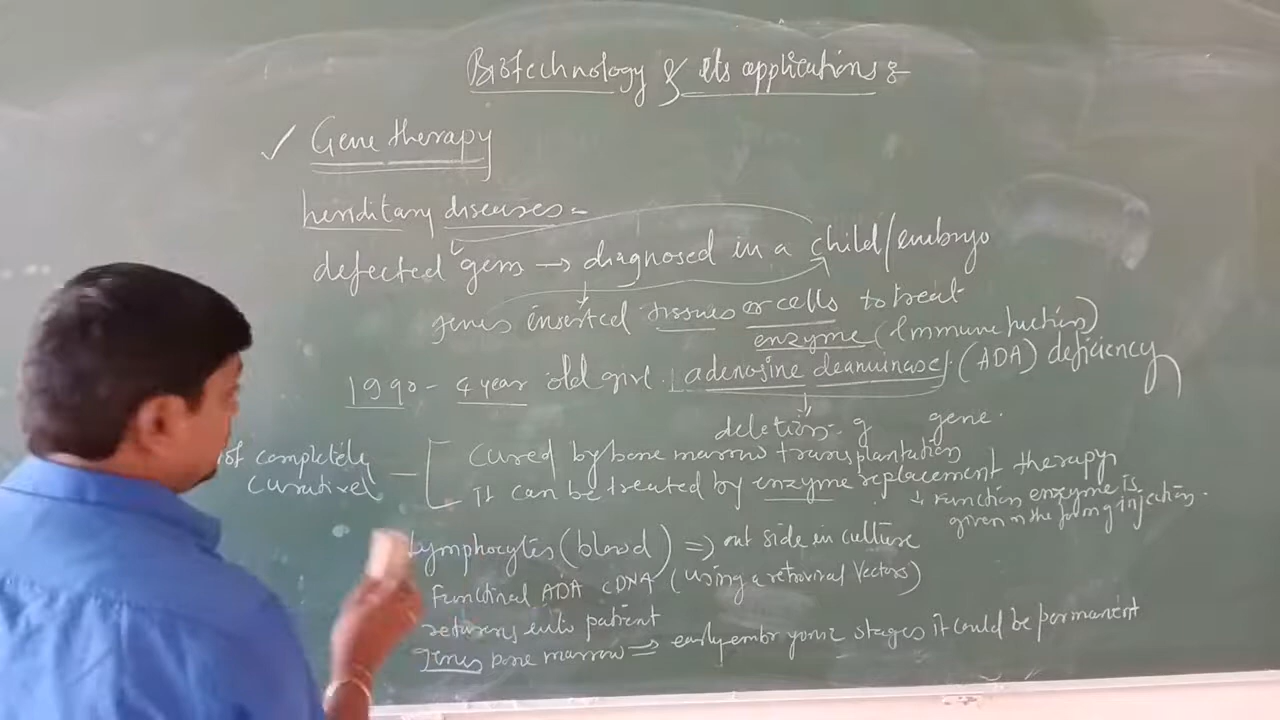 Biotechnology & its applications :-
✓ Gene therapy
hereditary diseases -
defected gens → diagnosed in a child/embryo
genes inserted tissues or cells to treat
enzyme (Immune function)
1990 - 4 year old girl. adenosine deaminase. (ADA) deficiency
deletion of gene.
not completely curative
cured by bone marrow transplantation
It can be treated by enzyme replacement therapy
↓ Function enzyme is
given in the form of injection.
Lymphocytes (blood) ⇒ out side in culture
Functional ADA cDNA (using a retroviral Vectors)
returens into patient
genes bone marrow ⇒ early embryonic stages it could be permanent